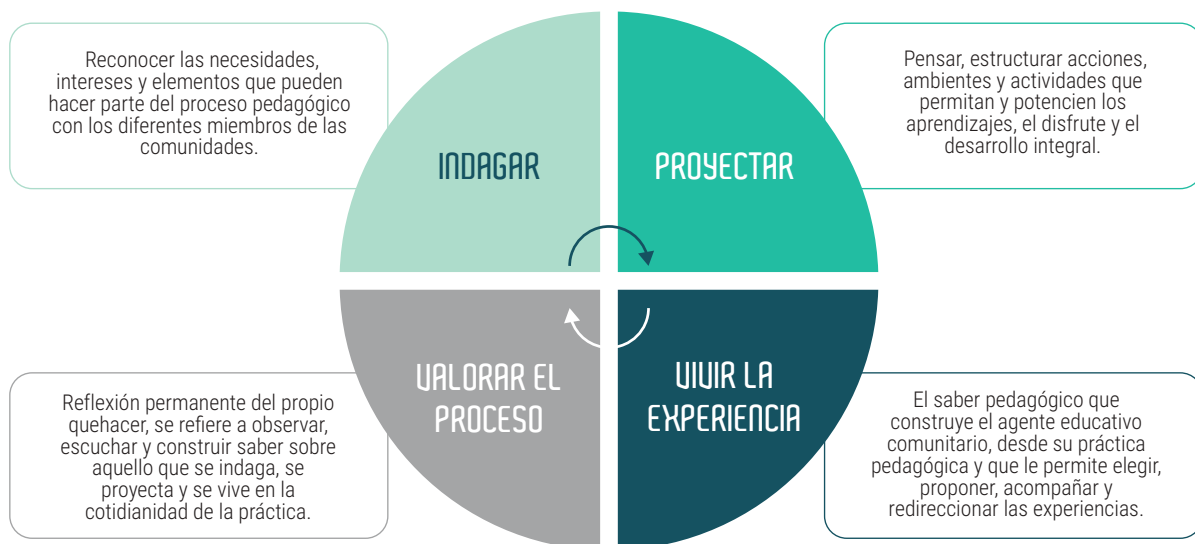 Reconocer las necesidades,
intereses y elementos que pueden
hacer parte del proceso pedagógico
con los diferentes miembros de las
comunidades.
INDAGAR
PROYECTAR
Pensar, estructurar acciones,
ambientes y actividades que
permitan y potencien los
aprendizajes, el disfrute y el
desarrollo integral.
Reflexión permanente del propio
quehacer, se refiere a observar,
escuchar y construir saber sobre
aquello que se indaga, se
proyecta y se vive en la
cotidianidad de la práctica.
VALORAR EL
PROCESO
VIVIR LA
EXPERIENCIA
El saber pedagógico que
construye el agente educativo
comunitario, desde su práctica
pedagógica y que le permite elegir,
proponer, acompañar y
redireccionar las experiencias.